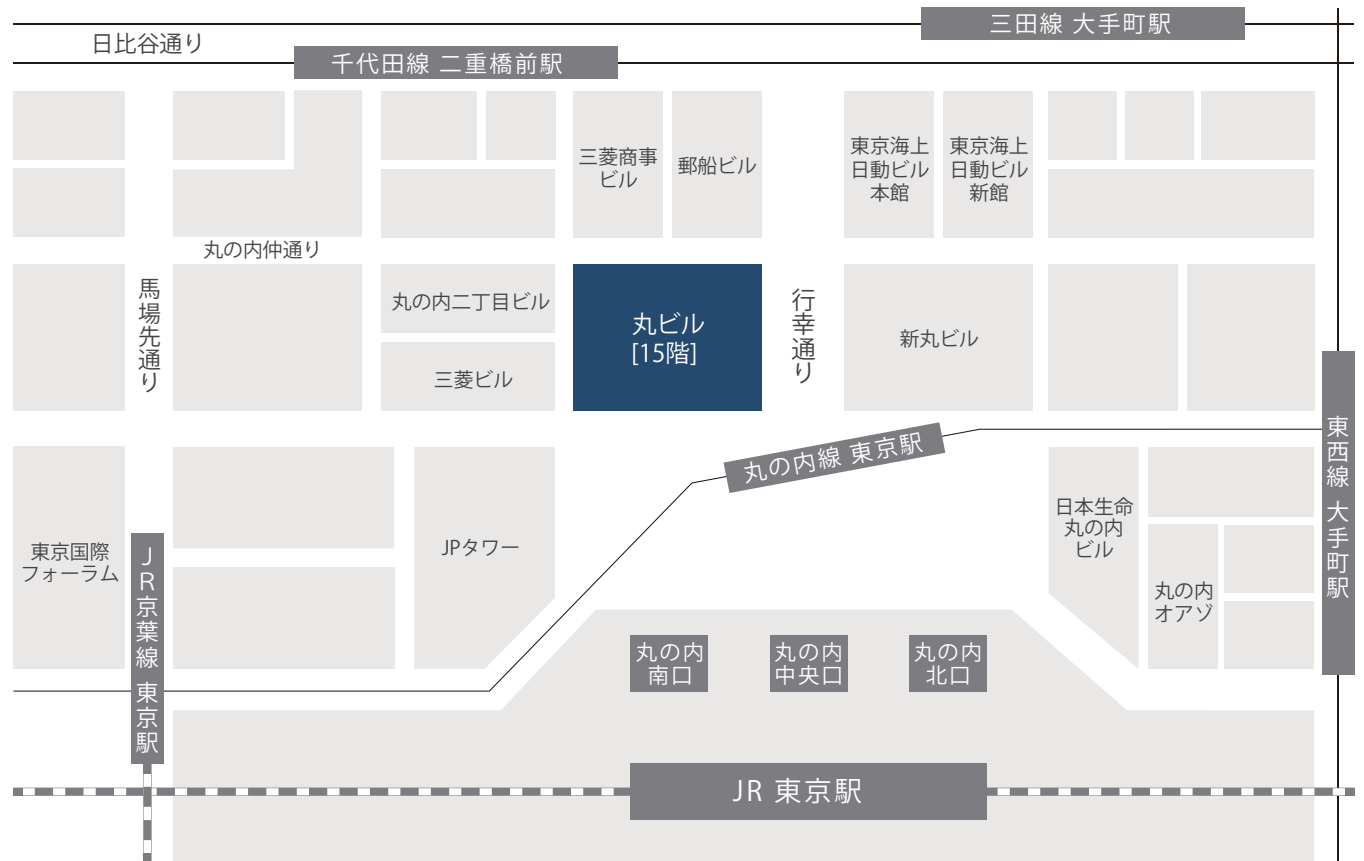 三田線 大手町駅
日比谷通り
千代田線 二重橋前駅
三菱商事
ビル
郵船ビル
東京海上
日動ビル
本館
東京海上
日動ビル
新館
丸の内仲通り
馬場先通り
丸の内二丁目ビル
三菱ビル
丸ビル
[15階]
行幸通り
新丸ビル
丸の内線 東京駅
東西線 大手町駅
東京国際
フォーラム
JR京葉線 東京駅
JPタワー
日本生命
丸の内
ビル
丸の内
オアゾ
丸の内
南口
丸の内
中央口
丸の内
北口
JR 東京駅